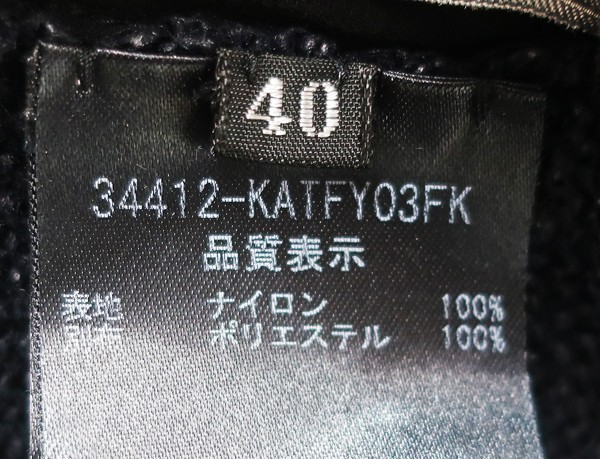 40
34412-KATFY03FK
品質表示
表地 ナイロン 100%
別布 ポリエステル 100%